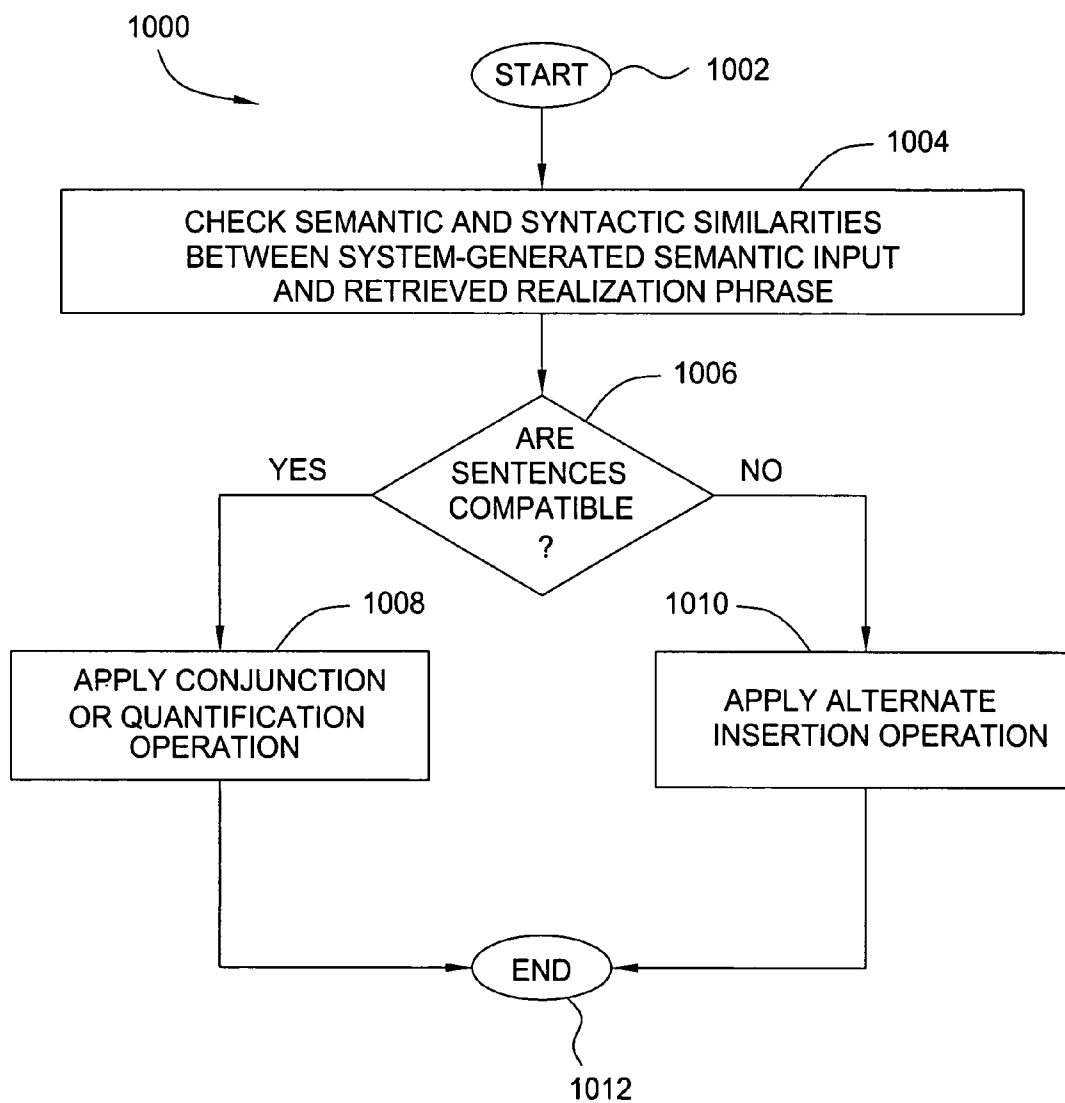 1000
START
1002
1004
CHECK SEMANTIC AND SYNTACTIC SIMILARITIES
BETWEEN SYSTEM-GENERATED SEMANTIC INPUT
AND RETRIEVED REALIZATION PHRASE
1006
ARE
SENTENCES
COMPATIBLE
?
YES
NO
1008
1010
APPLY CONJUNCTION
OR QUANTIFICATION
OPERATION
APPLY ALTERNATE
INSERTION OPERATION
END
1012